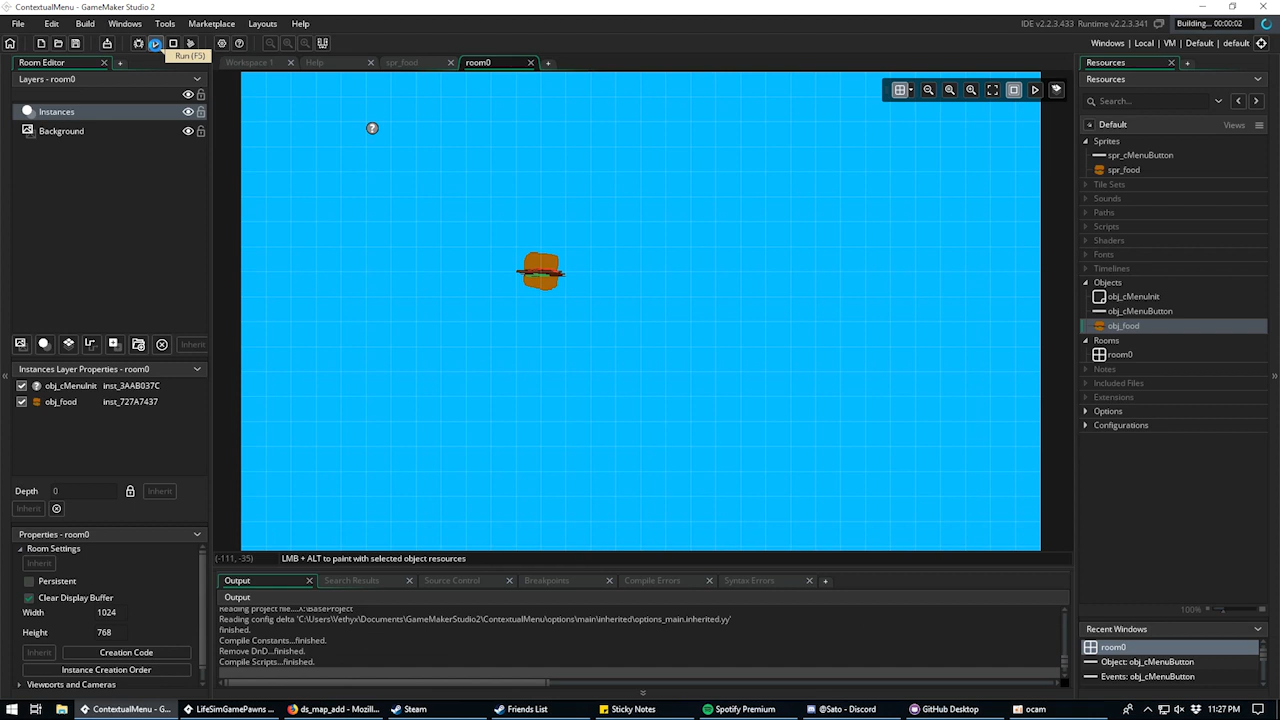 ContextualMenu - GameMaker Studio 2
File Edit Build Windows Tools Marketplace Layouts Help
IDE v2.2.3.433 Runtime v2.2.3.341
Building... 00:00:02
Windows | Local | VM | Default | default
Run (F5)
Room Editor
Workspace 1
Help
spr_food
room0
Resources
Layers - room0
Resources
Search...
Instances
Background
Default
Views
Sprites
spr_cMenuButton
spr_food
Tile Sets
Sounds
Paths
Scripts
Shaders
Fonts
Timelines
Objects
obj_cMenuInit
obj_cMenuButton
obj_food
Rooms
room0
Notes
Included Files
Extensions
Options
Configurations
Inherit
Instances Layer Properties - room0
obj_cMenuInit inst_3AAB037C
obj_food inst_727A7437
Depth 0 Inherit
Inherit
Properties - room0
Room Settings
Inherit
Persistent
Clear Display Buffer
Width 1024
Height 768
Inherit Creation Code
Instance Creation Order
Viewports and Cameras
(-111, -35) LMB + ALT to paint with selected object resources
Output
Search Results
Source Control
Breakpoints
Compile Errors
Syntax Errors
Output
Reading project file....X:\BaseProject
Reading config delta 'C:\Users\Vethyx\Documents\GameMakerStudio2\ContextualMenu\options\main\inherited\options_main.inherited.yy'
finished.
Compile Constants...finished.
Remove DnD...finished.
Compile Scripts...finished.
100%
Recent Windows
room0
Object: obj_cMenuButton
Events: obj_cMenuButton
ContextualMenu - G...
LifeSimGamePawns ...
ds_map_add - Mozill...
Steam
Friends List
Sticky Notes
Spotify Premium
@Sato - Discord
GitHub Desktop
ocam
11:27 PM